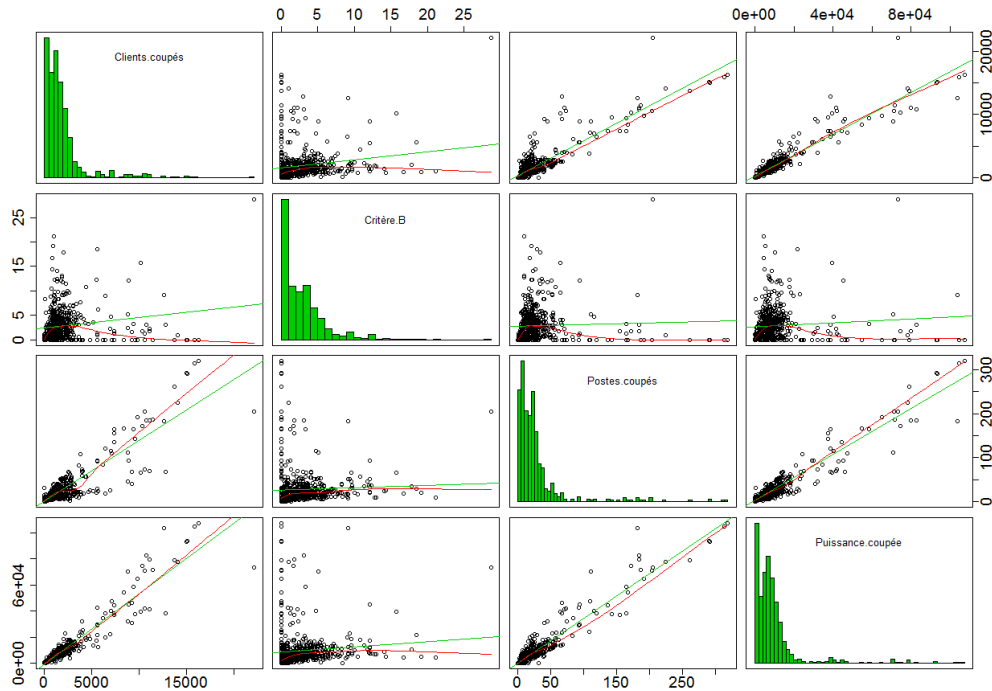 0 5 10 15 20 25
0e+00 4e+04 8e+04
Clients.coupés
0 10000 20000
Critère.B
0 5 15 25
Postes.coupés
0 100 200 300
Puissance.coupée
0e+00 6e+04
0 5000 15000
0 50 150 250